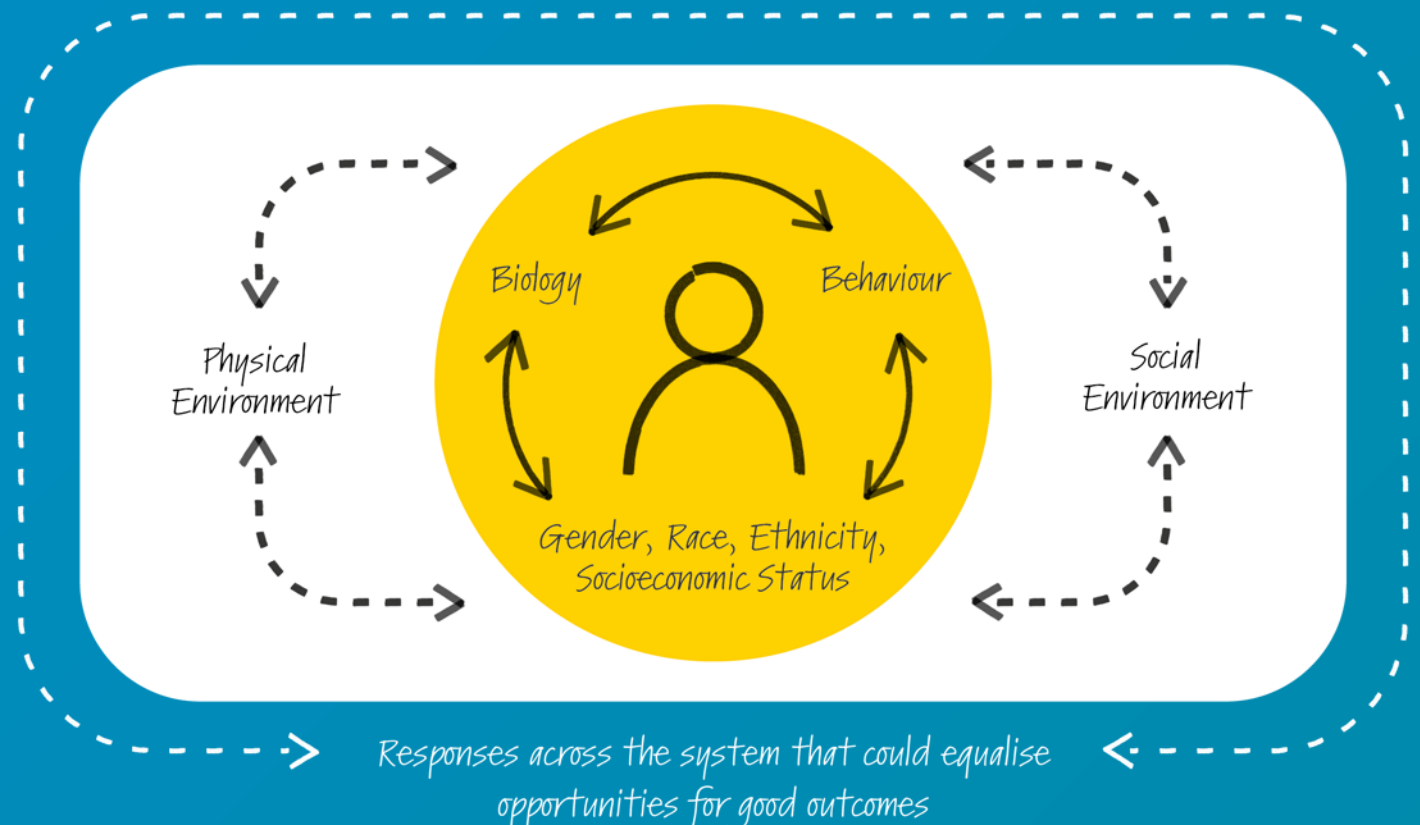 Biology
Behaviour
Physical
Environment
Social
Environment
Gender, Race, Ethnicity,
Socioeconomic Status
Responses across the system that could equalise
opportunities for good outcomes